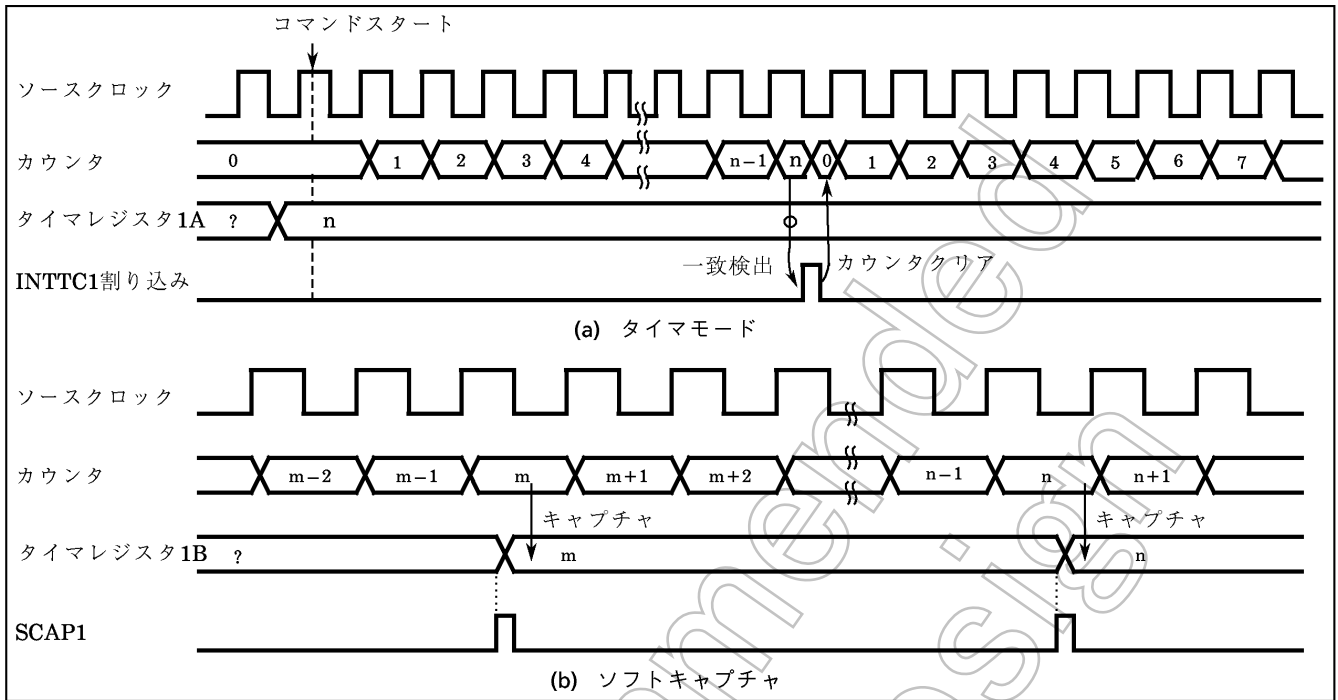 コマンドスタート
ソースクロック
カウンタ 0 1 2 3 4 n-1 n 0 1 2 3 4 5 6 7
タイマレジスタ1A ? n
一致検出 カウンタクリア
INTTC1割り込み
(a) タイマモード
ソースクロック
カウンタ m-2 m-1 m m+1 m+2 n-1 n n+1
キャプチャ キャプチャ
タイマレジスタ1B ? m n
SCAP1
(b) ソフトキャプチャ
mmended
esign